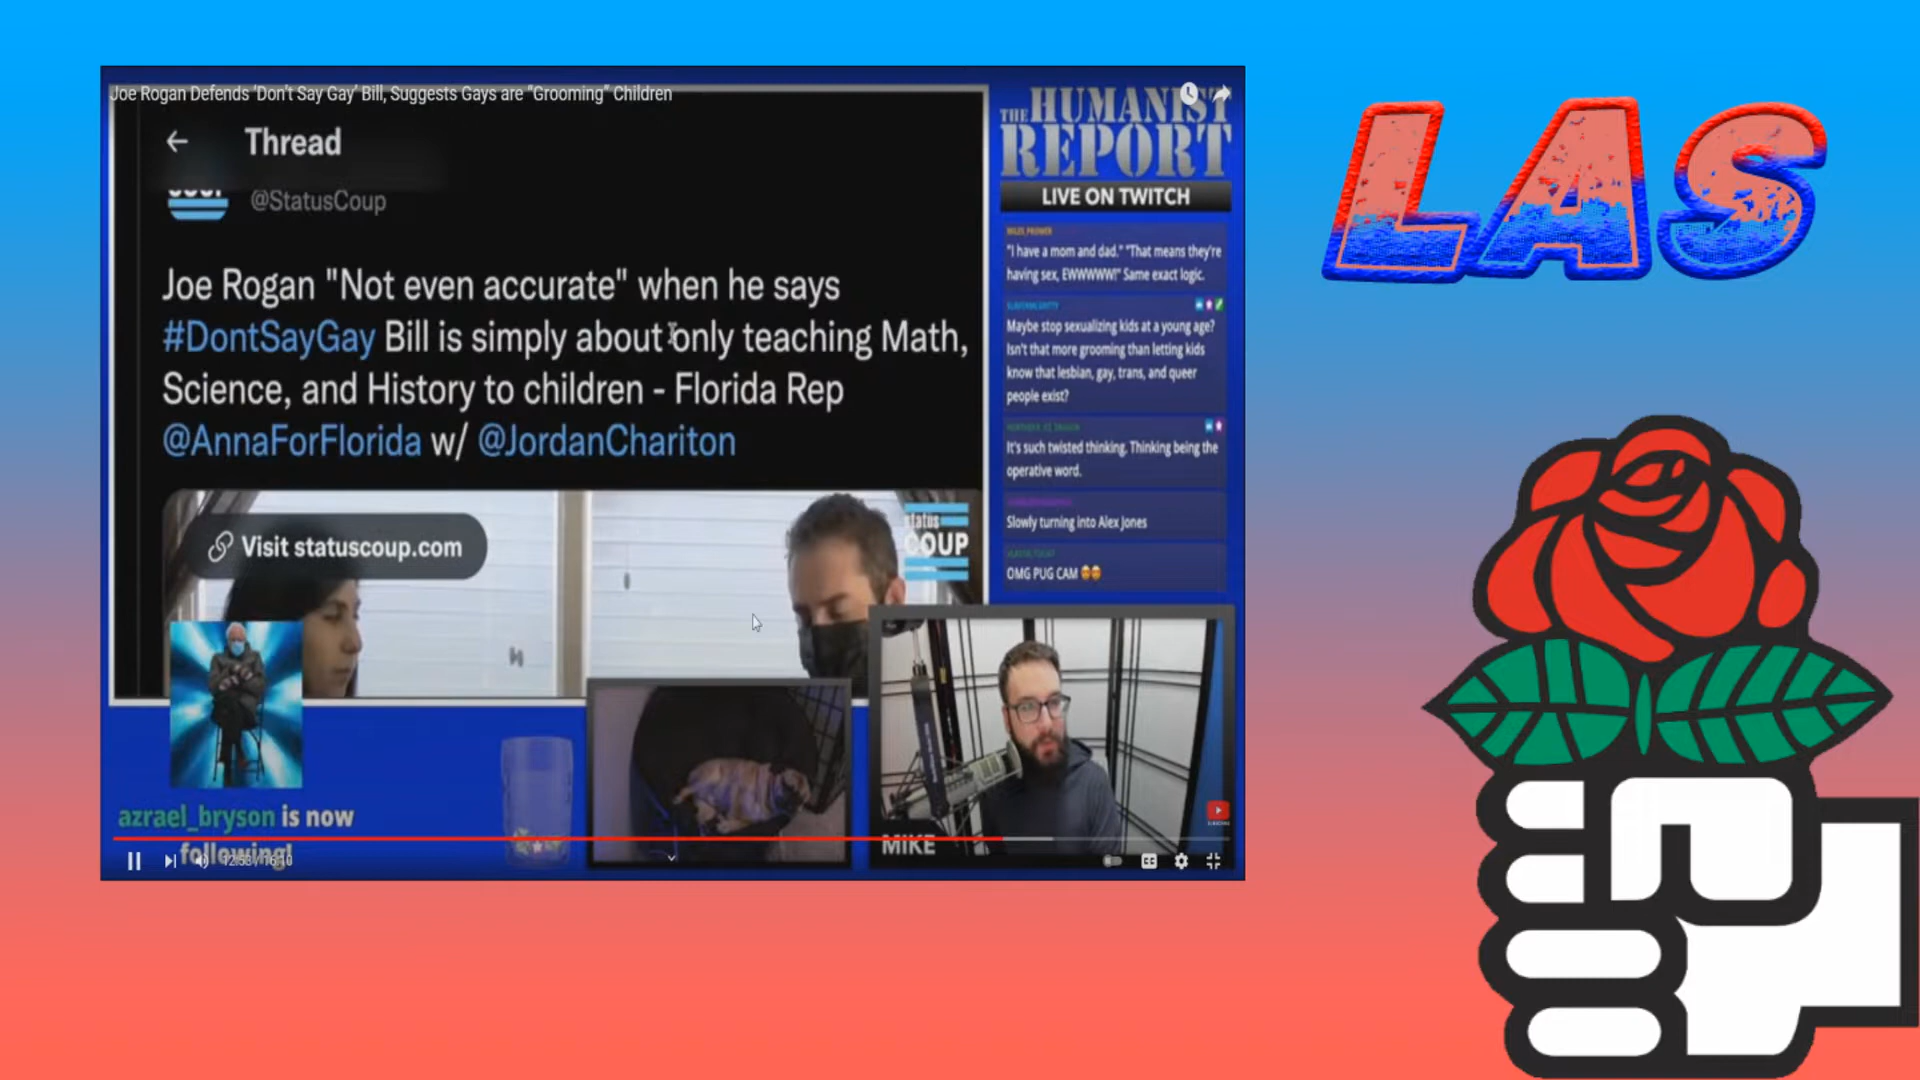 Joe Rogan Defends 'Don't Say Gay' Bill, Suggests Gays are "Grooming" Children
Thread
@StatusCoup
Joe Rogan "Not even accurate" when he says
#DontSayGay Bill is simply about only teaching Math,
Science, and History to children - Florida Rep
@AnnaForFlorida w/ @JordanChariton
Visit statuscoup.com
status
COUP
azrael_bryson is now
following!
12:53 / 16:10
MIKE
THE HUMANIST
REPORT
LIVE ON TWITCH
"I have a mom and dad." "That means they're
having sex, EWWWWW!" Same exact logic.
Maybe stop sexualizing kids at a young age?
Isn't that more grooming than letting kids
know that lesbian, gay, trans, and queer
people exist?
It's such twisted thinking. Thinking being the
operative word.
Slowly turning into Alex Jones
OMG PUG CAM 😍😍
LAS